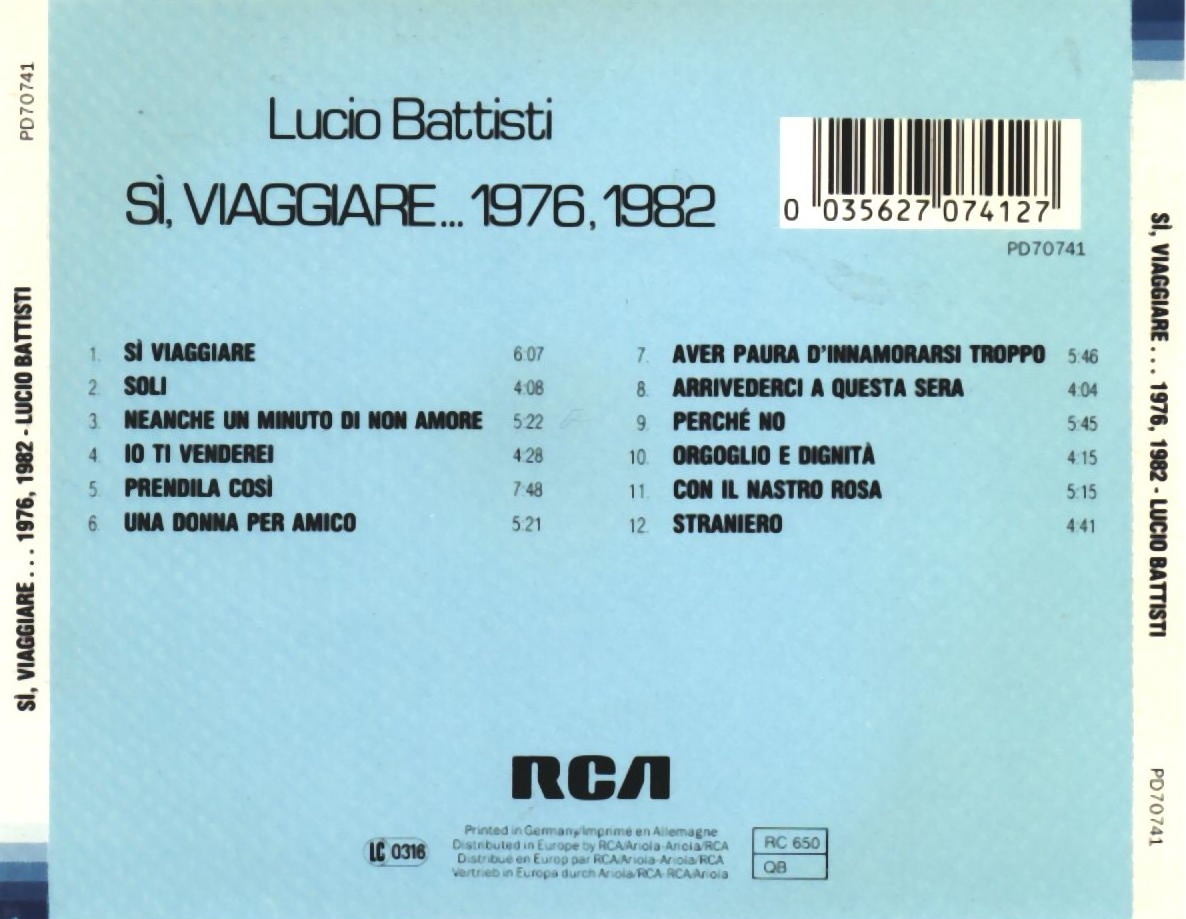 PD70741
SÌ, VIAGGIARE... 1976, 1982 - LUCIO BATTISTI
Lucio Battisti
SÌ, VIAGGIARE... 1976, 1982
0 035627 074127
PD70741
1. SÌ VIAGGIARE 6:07
2. SOLI 4:08
3. NEANCHE UN MINUTO DI NON AMORE 5:22
4. IO TI VENDEREI 4:28
5. PRENDILA COSÌ 7:48
6. UNA DONNA PER AMICO 5:21
7. AVER PAURA D'INNAMORARSI TROPPO 5:46
8. ARRIVEDERCI A QUESTA SERA 4:04
9. PERCHÉ NO 5:45
10. ORGOGLIO E DIGNITÀ 4:15
11. CON IL NASTRO ROSA 5:15
12. STRANIERO 4:41
RCA
LC 0316
Printed in Germany/Imprimé en Allemagne
Distributed in Europe by RCA/Ariola-Ariola/RCA
Distribué en Europ par RCA/Ariola-Ariola/RCA
Vertrieb in Europa durch Ariola/RCA-RCA/Ariola
RC 650
QB
SÌ, VIAGGIARE... 1976, 1982 - LUCIO BATTISTI
PD70741